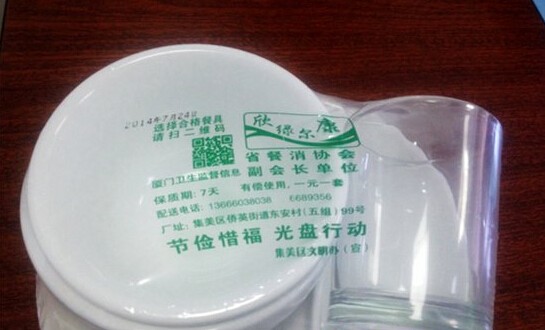 2014年7月24日
选择合格餐具
请扫二维码
欣绿尔康
省餐消协会
副会长单位
厦门卫生监督信息
保质期：7天 有偿使用，一元一套
配送电话：13666038038 6689356
厂址：集美区侨英街道东安村（五组）99号
节俭惜福 光盘行动
集美区文明办（宣）